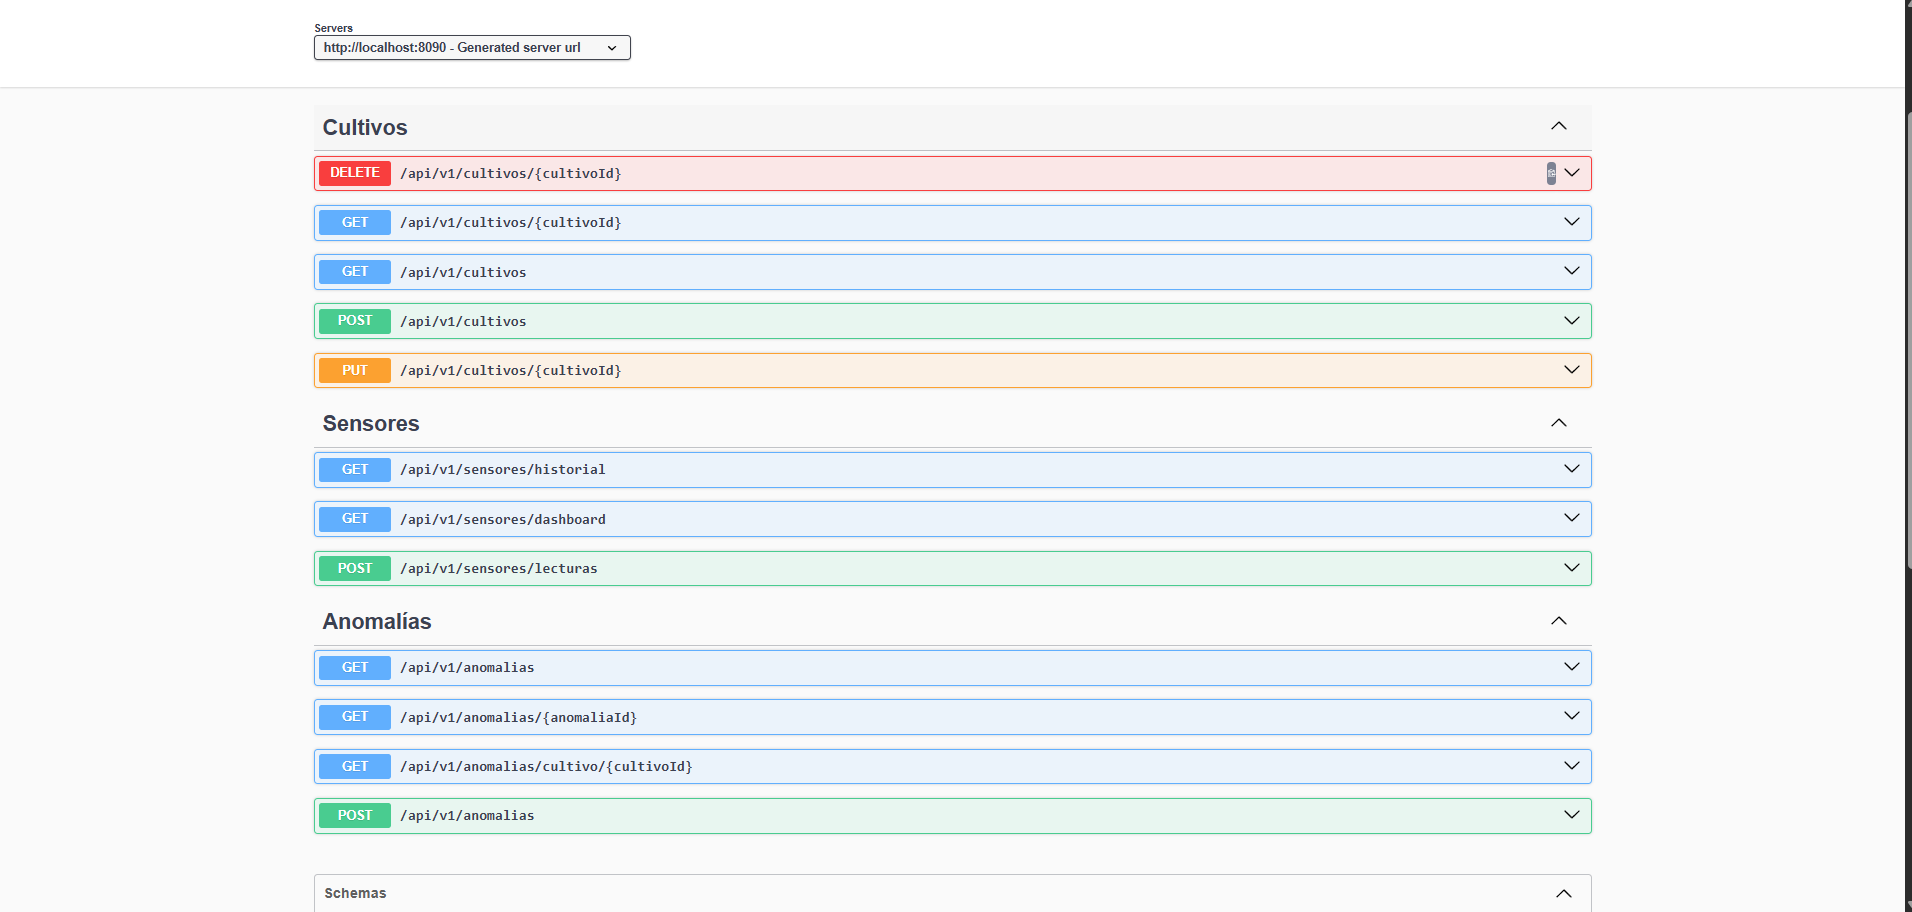 Servers
http://localhost:8090 - Generated server url
Cultivos
DELETE /api/v1/cultivos/{cultivoId}
GET /api/v1/cultivos/{cultivoId}
GET /api/v1/cultivos
POST /api/v1/cultivos
PUT /api/v1/cultivos/{cultivoId}
Sensores
GET /api/v1/sensores/historial
GET /api/v1/sensores/dashboard
POST /api/v1/sensores/lecturas
Anomalías
GET /api/v1/anomalias
GET /api/v1/anomalias/{anomaliaId}
GET /api/v1/anomalias/cultivo/{cultivoId}
POST /api/v1/anomalias
Schemas